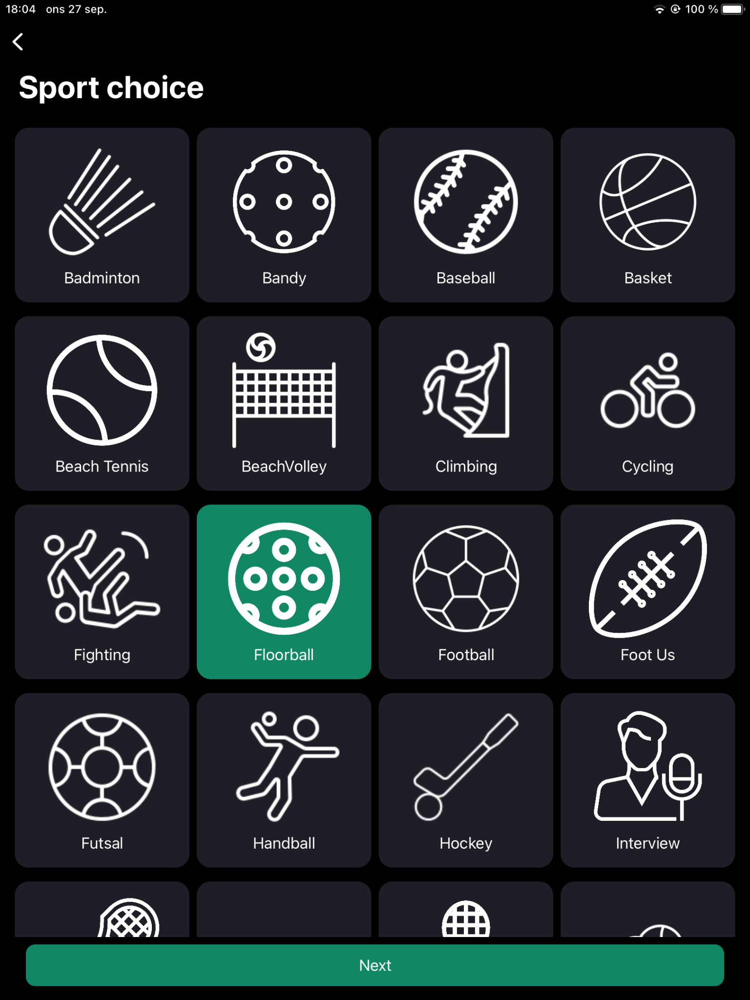 18:04 ons 27 sep. 100 %
Sport choice
Badminton
Bandy
Baseball
Basket
Beach Tennis
BeachVolley
Climbing
Cycling
Fighting
Floorball
Football
Foot Us
Futsal
Handball
Hockey
Interview
Next